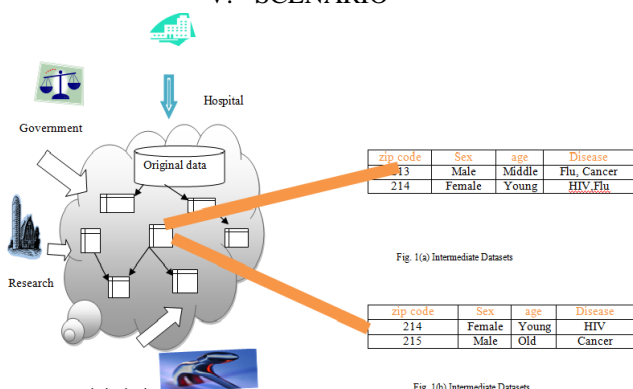 V. SCENARIO
Hospital
Government
Original data
Research
zip code Sex age Disease
Male Middle Flu, Cancer
214 Female Young HIV,Flu
Fig. 1(a) Intermediate Datasets
zip code Sex age Disease
214 Female Young HIV
215 Male Old Cancer
Fig. 1(b) Intermediate Datasets